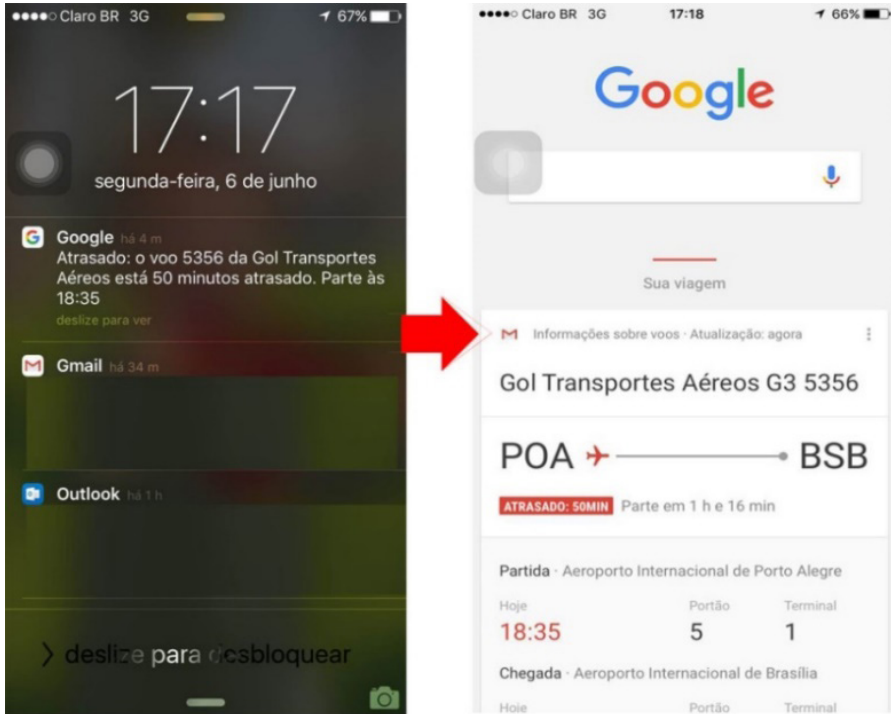 Claro BR 3G
67%
17:17
segunda-feira, 6 de junho
Google há 4 m
Atrasado: o voo 5356 da Gol Transportes
Aéreos está 50 minutos atrasado. Parte às
18:35
deslize para ver
Gmail há 34 m
Outlook há 1 h
deslize para desbloquear
Claro BR 3G 17:18 66%
Google
Sua viagem
Informações sobre voos · Atualização: agora
Gol Transportes Aéreos G3 5356
POA BSB
ATRASADO: 50MIN Parte em 1 h e 16 min
Partida · Aeroporto Internacional de Porto Alegre
Hoje Portão Terminal
18:35 5 1
Chegada · Aeroporto Internacional de Brasília
Hoje Portão Terminal